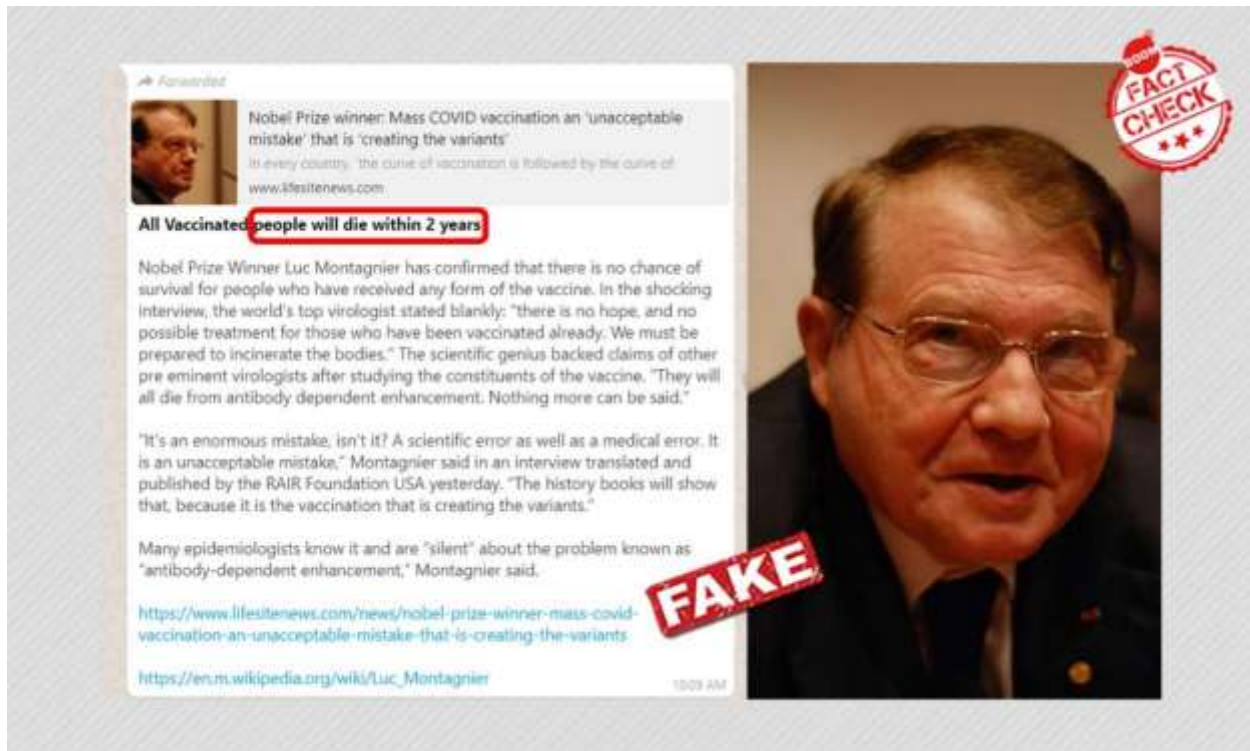 Forwarded
Nobel Prize winner: Mass COVID vaccination an 'unacceptable
mistake' that is 'creating the variants'
In every country, 'the curve of vaccination is followed by the curve of
www.lifesitenews.com
All Vaccinated people will die within 2 years
Nobel Prize Winner Luc Montagnier has confirmed that there is no chance of
survival for people who have received any form of the vaccine. In the shocking
interview, the world's top virologist stated blankly: "there is no hope, and no
possible treatment for those who have been vaccinated already. We must be
prepared to incinerate the bodies." The scientific genius backed claims of other
pre eminent virologists after studying the constituents of the vaccine. "They will
all die from antibody dependent enhancement. Nothing more can be said."
"It's an enormous mistake, isn't it? A scientific error as well as a medical error. It
is an unacceptable mistake," Montagnier said in an interview translated and
published by the RAIR Foundation USA yesterday. "The history books will show
that, because it is the vaccination that is creating the variants."
Many epidemiologists know it and are "silent" about the problem known as
"antibody-dependent enhancement," Montagnier said.
https://www.lifesitenews.com/news/nobel-prize-winner-mass-covid-
vaccination-an-unacceptable-mistake-that-is-creating-the-variants
https://en.m.wikipedia.org/wiki/Luc_Montagnier
10:09 AM
FAKE
BOOM
FACT
CHECK